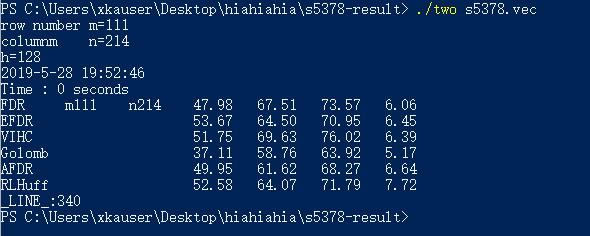 PS C:\Users\xkauser\Desktop\hiahiahia\s5378-result> ./two s5378.vec
row number m=111
columnm    n=214
h=128
2019-5-28 19:52:46
Time : 0 seconds
FDR     m111    n214    47.98   67.51   73.57   6.06
EFDR                    53.67   64.50   70.95   6.45
VIHC                    51.75   69.63   76.02   6.39
Golomb                  37.11   58.76   63.92   5.17
AFDR                    49.95   61.62   68.27   6.64
RLHuff                  52.58   64.07   71.79   7.72
_LINE_:340
PS C:\Users\xkauser\Desktop\hiahiahia\s5378-result>